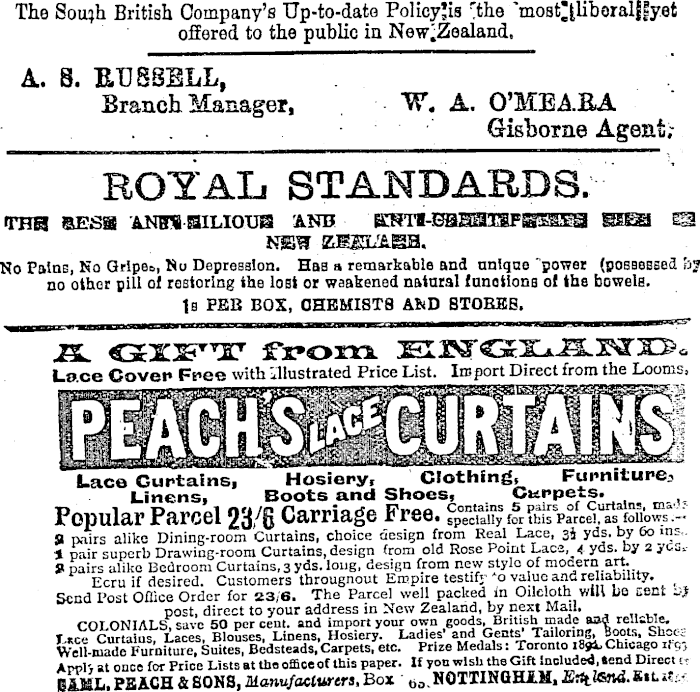 The South British Company's Up-to-date Policy is the most liberal yet
offered to the public in New Zealand.
A. S. RUSSELL,
Branch Manager,
W. A. O'MEARA
Gisborne Agent.
ROYAL STANDARDS.
THE BEST ANTI-BILIOUS AND
NEW ZEALAND.
No Pains, No Gripes, No Depression. Has a remarkable and unique power (possessed by
no other pill of restoring the lost or weakened natural functions of the bowels.
1s PER BOX, CHEMISTS AND STORES.
A GIFT from ENGLAND.
Lace Cover Free with Illustrated Price List. Import Direct from the Looms,
PEACH'S LACE CURTAINS
Lace Curtains, Hosiery, Clothing, Furniture,
Linens, Boots and Shoes, Carpets.
Popular Parcel 23/6 Carriage Free. Contains 5 pairs of Curtains, made
specially for this Parcel, as follows :—
2 pairs alike Dining-room Curtains, choice design from Real Lace, 3½ yds. by 60 ins.
1 pair superb Drawing-room Curtains, design from old Rose Point Lace, 4 yds. by 2 yds.
2 pairs alike Bedroom Curtains, 3 yds. long, design from new style of modern art.
Ecru if desired. Customers throughout Empire testify to value and reliability.
Send Post Office Order for 23/6. The Parcel well packed in Oilcloth will be sent by
post, direct to your address in New Zealand, by next Mail.
COLONIALS, save 50 per cent. and import your own goods, British made and reliable.
Lace Curtains, Laces, Blouses, Linens, Hosiery. Ladies' and Gents' Tailoring, Boots, Shoes
Well-made Furniture, Suites, Bedsteads, Carpets, etc. Prize Medals: Toronto 1892, Chicago 1893
Apply at once for Price Lists at the office of this paper. If you wish the Gift included, send Direct to
SAML. PEACH & SONS, Manufacturers, Box NOTTINGHAM, England. Est.